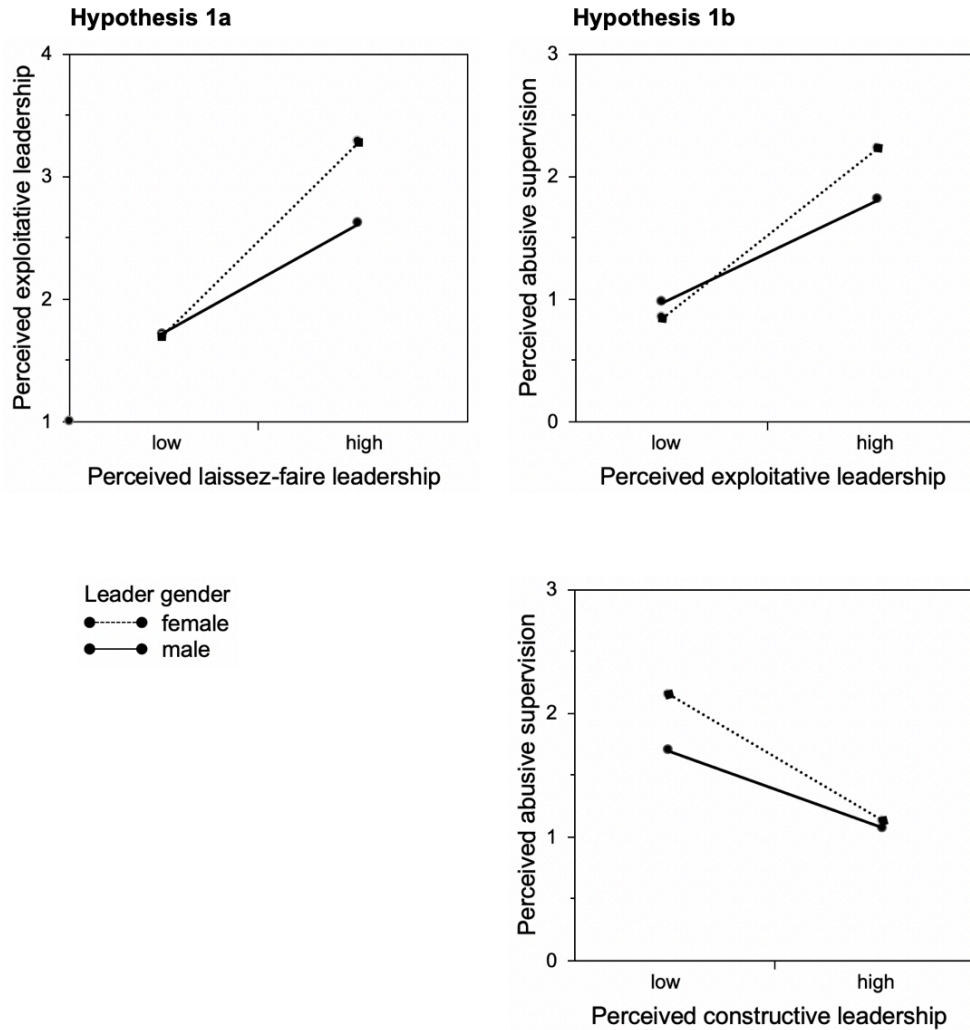 Hypothesis 1a
4
3
2
1
Perceived exploitative leadership
low
high
Perceived laissez-faire leadership
Hypothesis 1b
3
2
1
0
Perceived abusive supervision
low
high
Perceived exploitative leadership
Leader gender
female
male
3
2
1
0
Perceived abusive supervision
low
high
Perceived constructive leadership